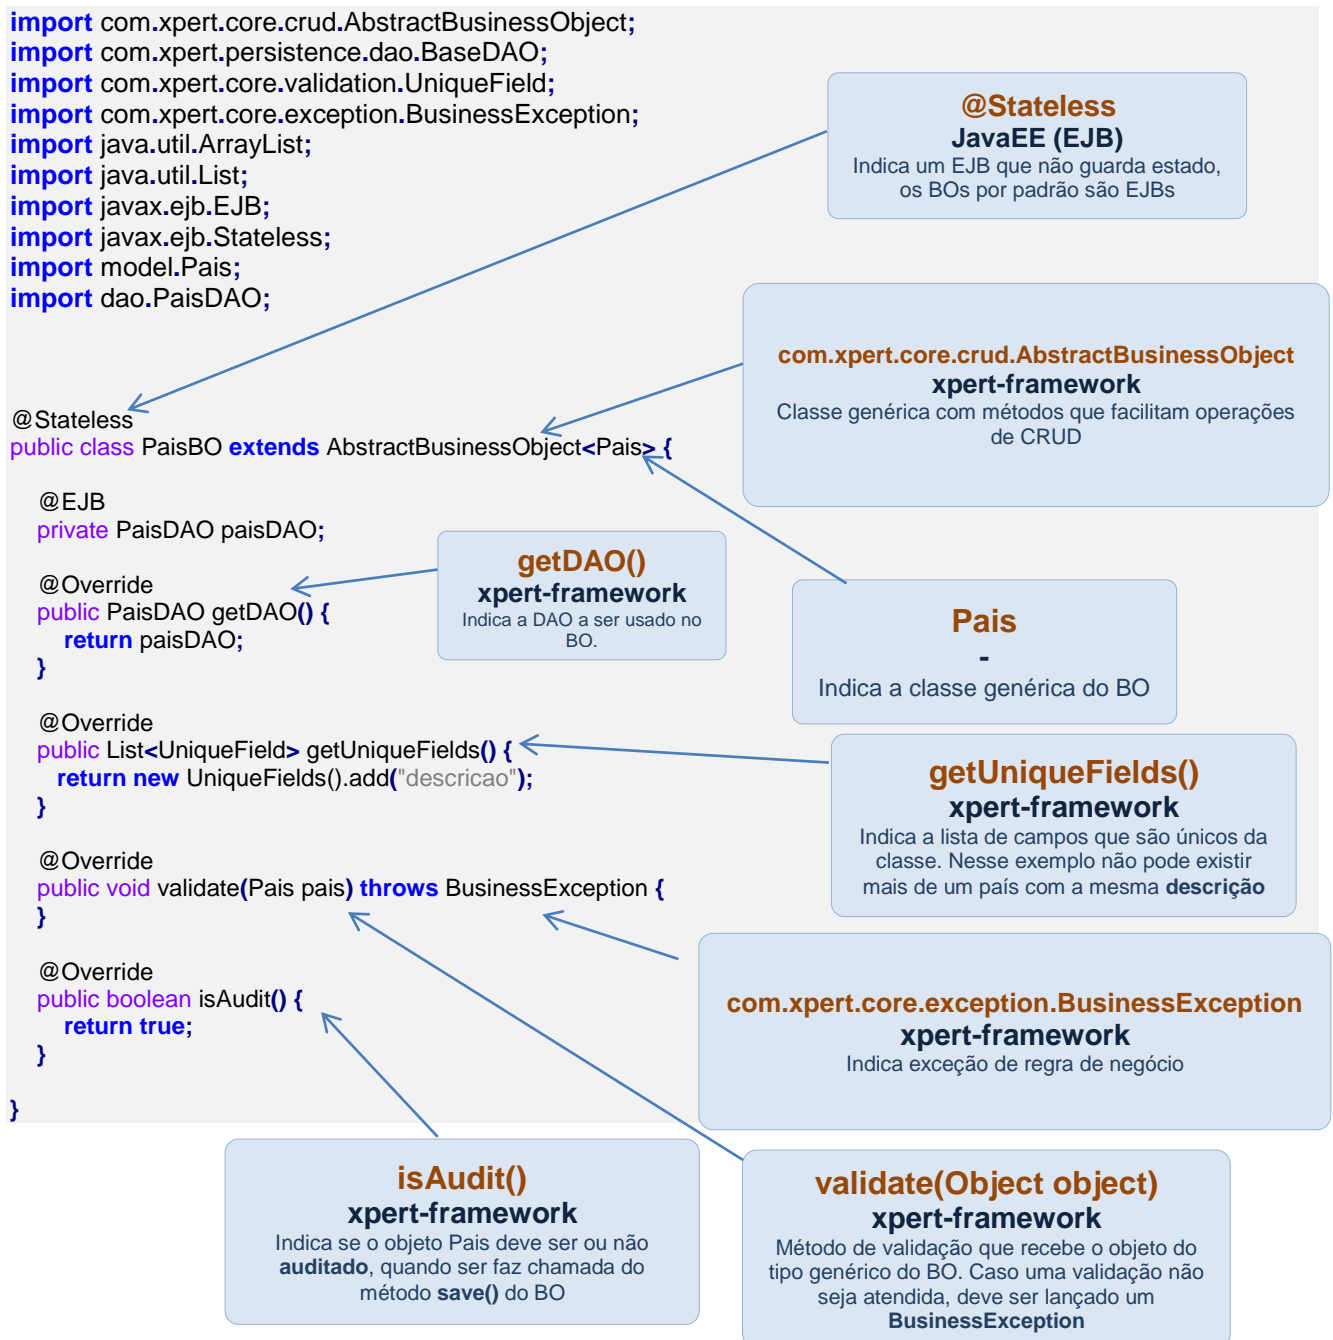 import com.xpert.core.crud.AbstractBusinessObject;
import com.xpert.persistence.dao.BaseDAO;
import com.xpert.core.validation.UniqueField;
import com.xpert.core.exception.BusinessException;
import java.util.ArrayList;
import java.util.List;
import javax.ejb.EJB;
import javax.ejb.Stateless;
import model.Pais;
import dao.PaisDAO;
@Stateless
JavaEE (EJB)
Indica um EJB que não guarda estado,
os BOs por padrão são EJBs
com.xpert.core.crud.AbstractBusinessObject
xpert-framework
Classe genérica com métodos que facilitam operações
de CRUD
@Stateless
public class PaisBO extends AbstractBusinessObject<Pais> {
@EJB
private PaisDAO paisDAO;
@Override
public PaisDAO getDAO() {
return paisDAO;
}
getDAO()
xpert-framework
Indica a DAO a ser usado no
BO.
Pais
-
Indica a classe genérica do BO
@Override
public List<UniqueField> getUniqueFields() {
return new UniqueFields().add("descricao");
}
getUniqueFields()
xpert-framework
Indica a lista de campos que são únicos da
classe. Nesse exemplo não pode existir
mais de um país com a mesma descrição
@Override
public void validate(Pais pais) throws BusinessException {
}
@Override
public boolean isAudit() {
return true;
}
}
com.xpert.core.exception.BusinessException
xpert-framework
Indica exceção de regra de negócio
isAudit()
xpert-framework
Indica se o objeto Pais deve ser ou não
auditado, quando ser faz chamada do
método save() do BO
validate(Object object)
xpert-framework
Método de validação que recebe o objeto do
tipo genérico do BO. Caso uma validação não
seja atendida, deve ser lançado um
BusinessException